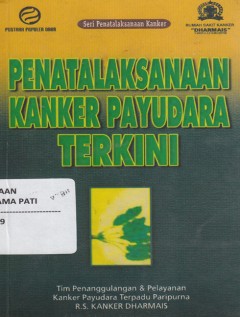 PUSTAKA POPULER OBOR
Seri Penatalaksanaan Kanker
RUMAH SAKIT KANKER
"DHARMAIS"
PENATALAKSANAAN
KANKER PAYUDARA
TERKINI
AAN
AMA PATI
9
Tim Penanggulangan & Pelayanan
Kanker Payudara Terpadu Paripurna
R.S. KANKER DHARMAIS